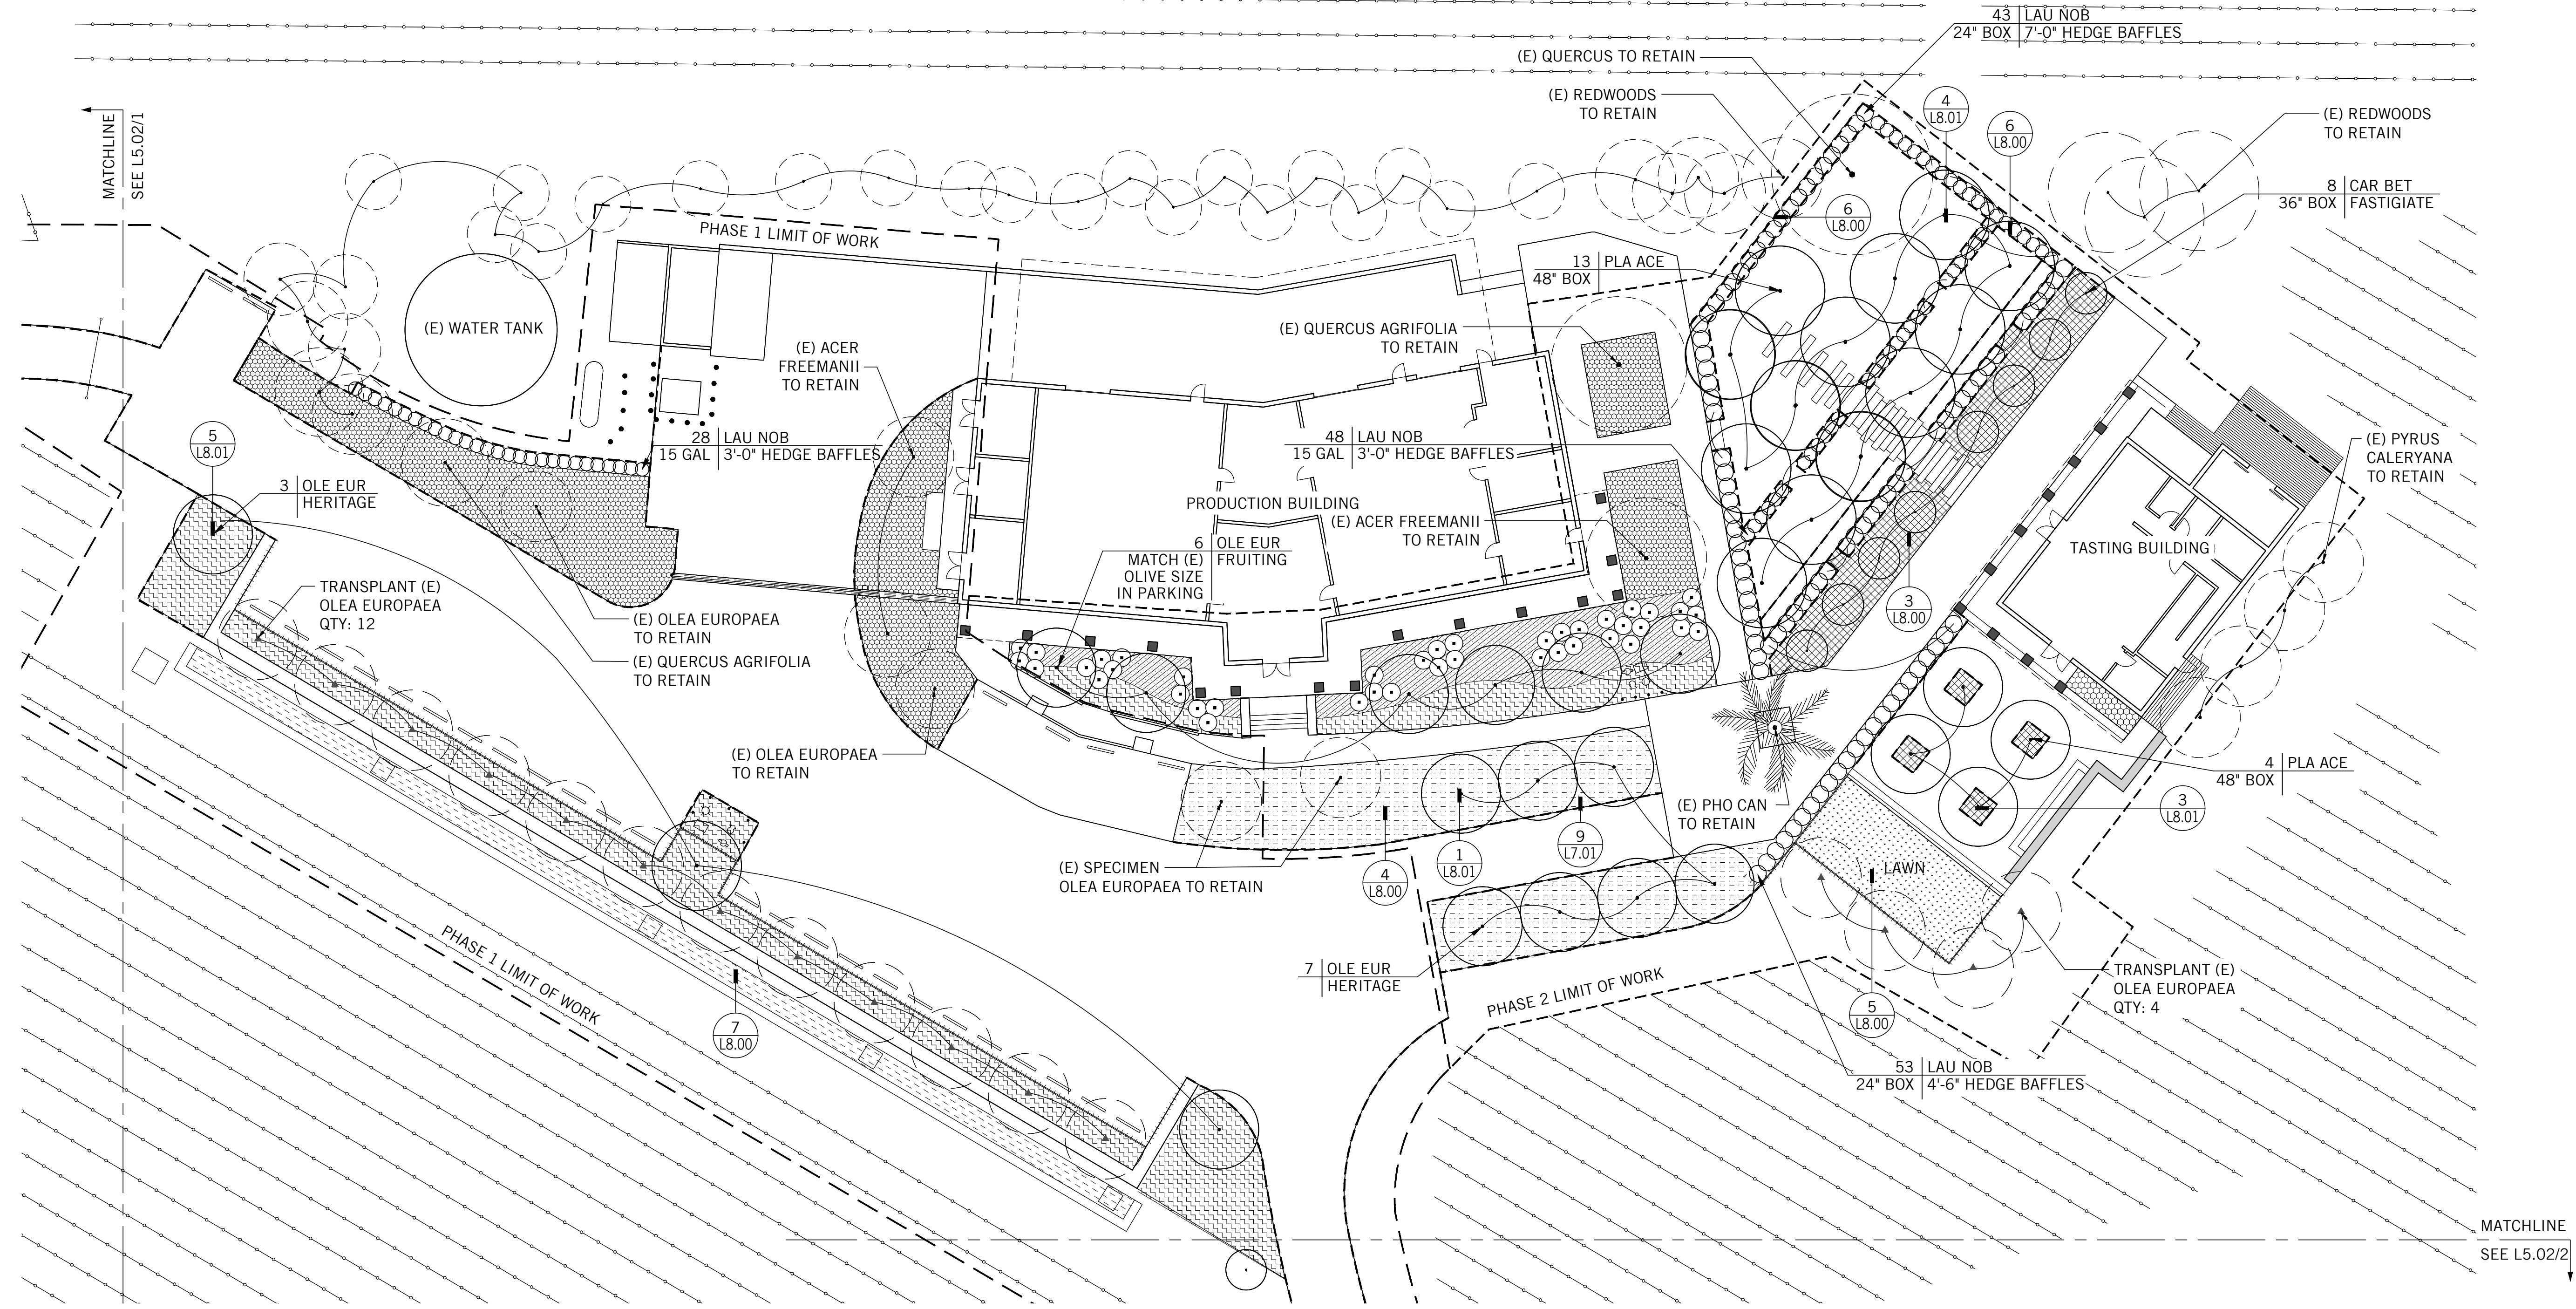 43 LAU NOB
24" BOX 7'-0" HEDGE BAFFLES
(E) QUERCUS TO RETAIN
(E) REDWOODS
TO RETAIN
4
L8.01
6
L8.00
(E) REDWOODS
TO RETAIN
MATCHLINE
SEE L5.02/1
8 CAR BET
36" BOX FASTIGIATE
6
L8.00
PHASE 1 LIMIT OF WORK
13 PLA ACE
48" BOX
(E) WATER TANK
(E) QUERCUS AGRIFOLIA
TO RETAIN
(E) ACER
FREEMANII
TO RETAIN
5
L8.01
28 LAU NOB
15 GAL 3'-0" HEDGE BAFFLES
48 LAU NOB
15 GAL 3'-0" HEDGE BAFFLES
(E) PYRUS
CALERYANA
TO RETAIN
3 OLE EUR
HERITAGE
PRODUCTION BUILDING
(E) ACER FREEMANII
TO RETAIN
6 OLE EUR
MATCH (E) FRUITING
OLIVE SIZE
IN PARKING
TASTING BUILDING
TRANSPLANT (E)
OLEA EUROPAEA
QTY: 12
3
L8.00
(E) OLEA EUROPAEA
TO RETAIN
(E) QUERCUS AGRIFOLIA
TO RETAIN
(E) OLEA EUROPAEA
TO RETAIN
4 PLA ACE
48" BOX
(E) PHO CAN
TO RETAIN
3
L8.01
(E) SPECIMEN
OLEA EUROPAEA TO RETAIN
4
L8.00
1
L8.01
9
L7.01
LAWN
PHASE 1 LIMIT OF WORK
7 OLE EUR
HERITAGE
PHASE 2 LIMIT OF WORK
TRANSPLANT (E)
OLEA EUROPAEA
QTY: 4
5
L8.00
7
L8.00
53 LAU NOB
24" BOX 4'-6" HEDGE BAFFLES
MATCHLINE
SEE L5.02/2